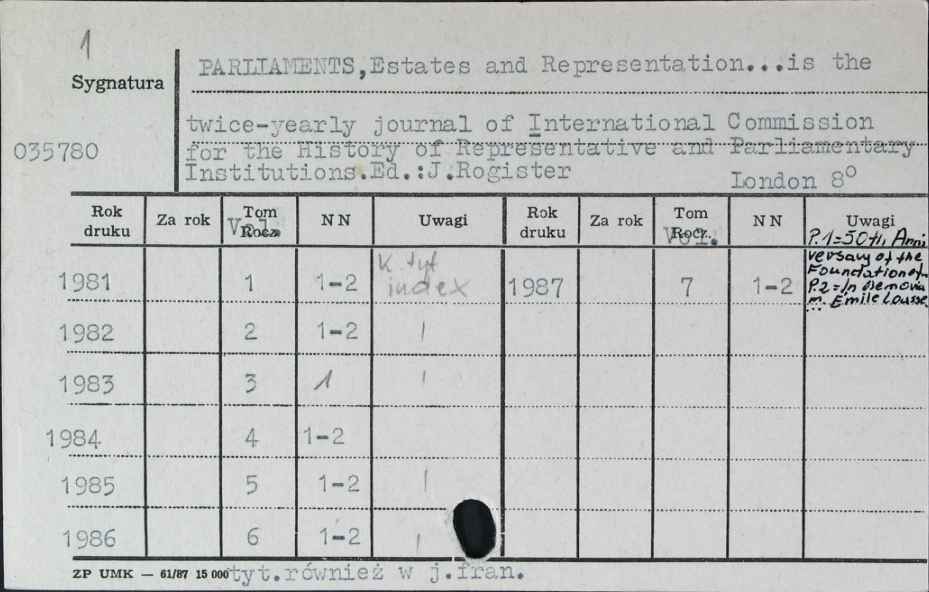 1
Sygnatura PARLIAMENTS,Estates and Representation...is the
twice-yearly journal of International Commission
035780 for the History of Representative and Parliamentary
Institutions.Ed.:J.Rogister London 8°
Rok druku Za rok Tom Rocz. Vol. NN Uwagi Rok druku Za rok Tom Rocz. Vol. NN Uwagi
P.1=50th Anni
versary of the
Foundation of
P.2=In
m. Emile Lousse
...
1981 1 1-2 K. tyt index 1987 7 1-2
1982 2 1-2 |
1983 3 1 |
1984 4 1-2
1985 5 1-2 |
1986 6 1-2 |
ZP UMK — 61/87 15 000 tyt.również w j.fran.